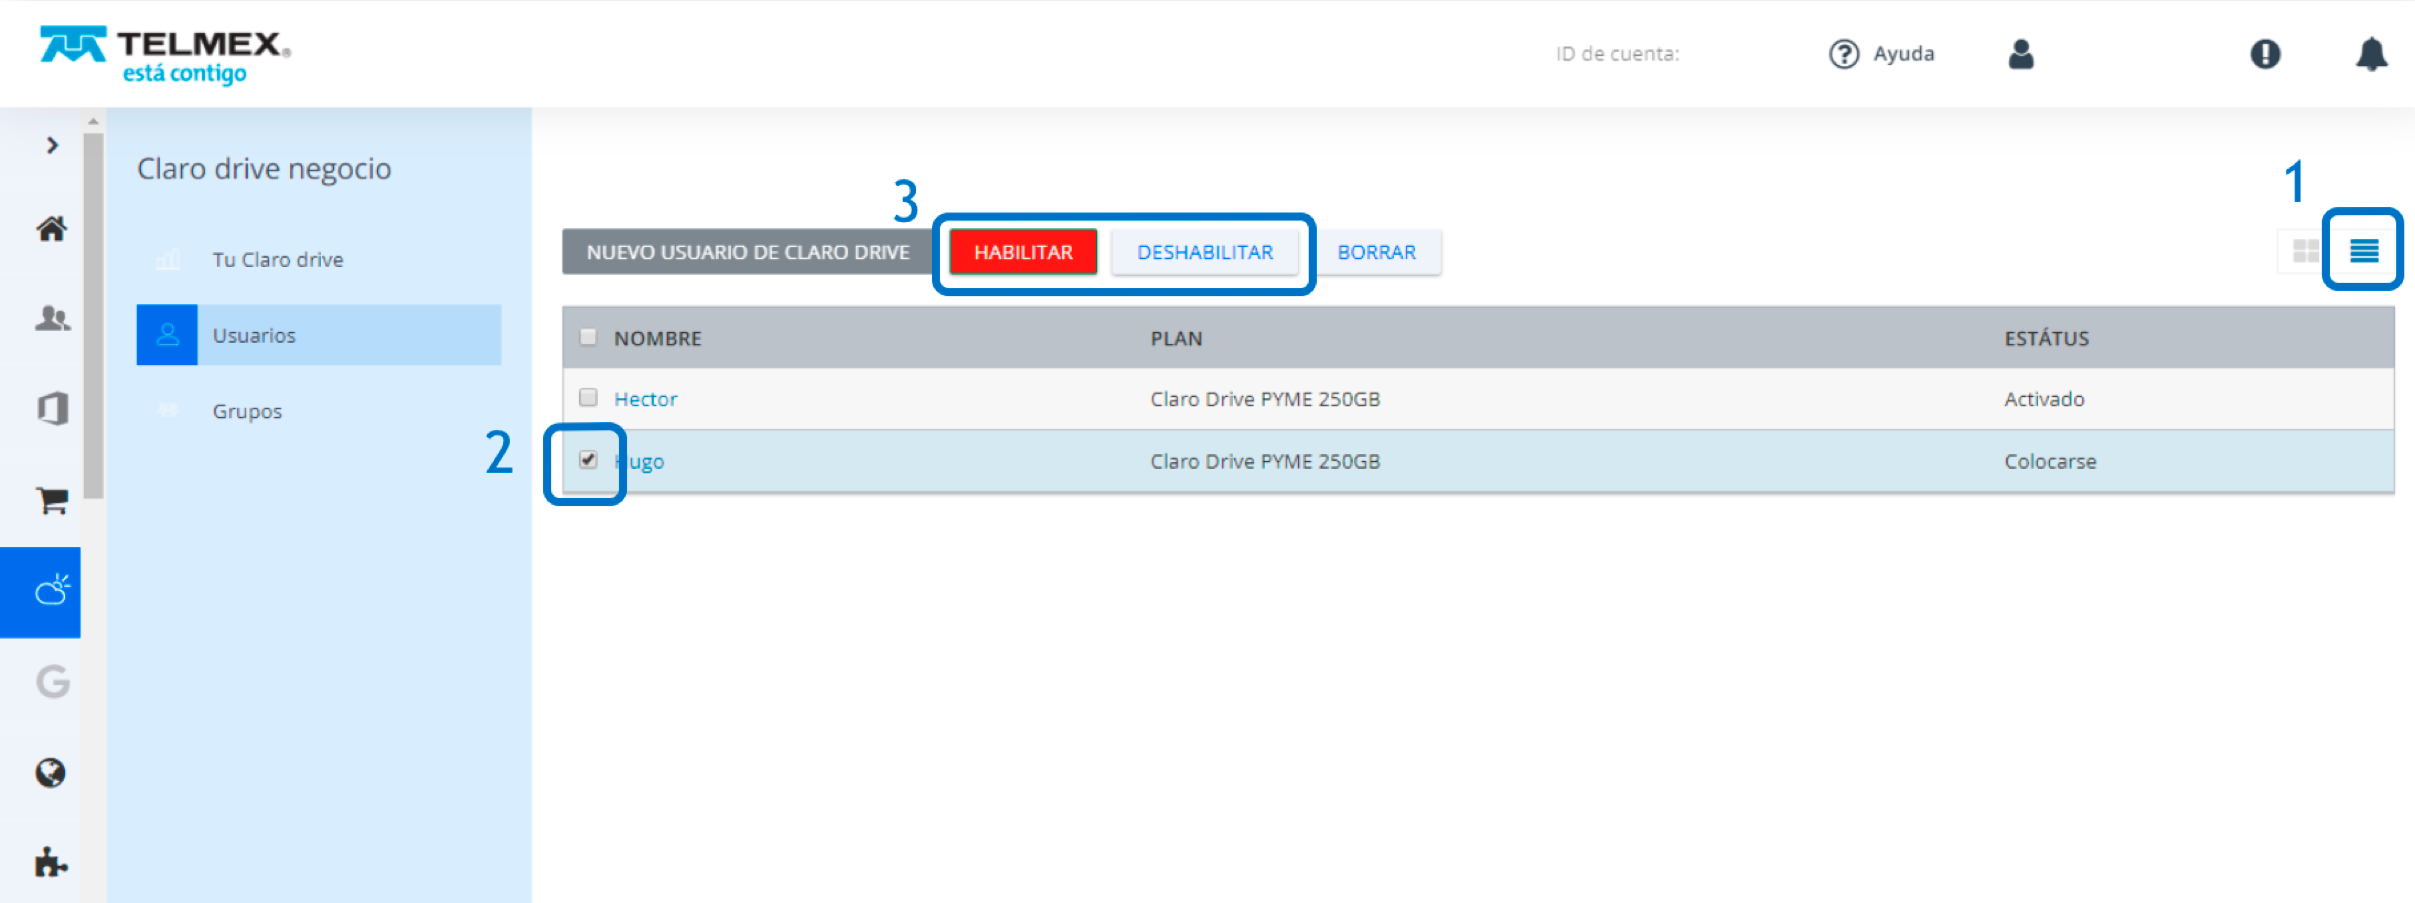 TELMEX®
está contigo
ID de cuenta:
Ayuda
Claro drive negocio
Tu Claro drive
Usuarios
Grupos
1
3
NUEVO USUARIO DE CLARO DRIVE
HABILITAR
DESHABILITAR
BORRAR
NOMBRE PLAN ESTÁTUS
Hector Claro Drive PYME 250GB Activado
2
Hugo Claro Drive PYME 250GB Colocarse
G